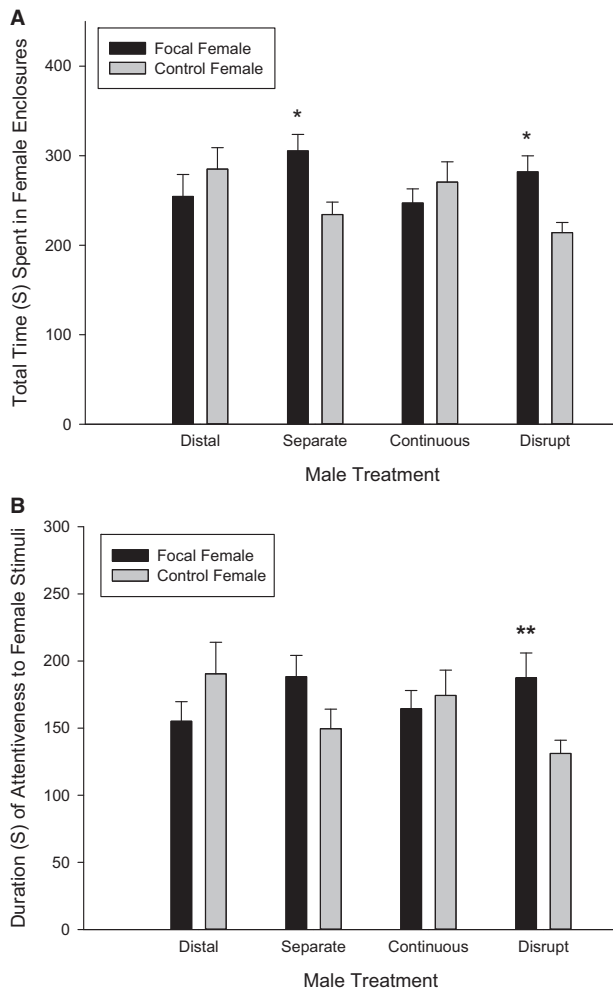 A
Total Time (S) Spent in Female Enclosures
400
300
200
100
0
Focal Female
Control Female
*
*
Distal Separate Continuous Disrupt
Male Treatment
B
Duration (S) of Attentiveness to Female Stimuli
300
250
200
150
100
50
0
Focal Female
Control Female
**
Distal Separate Continuous Disrupt
Male Treatment